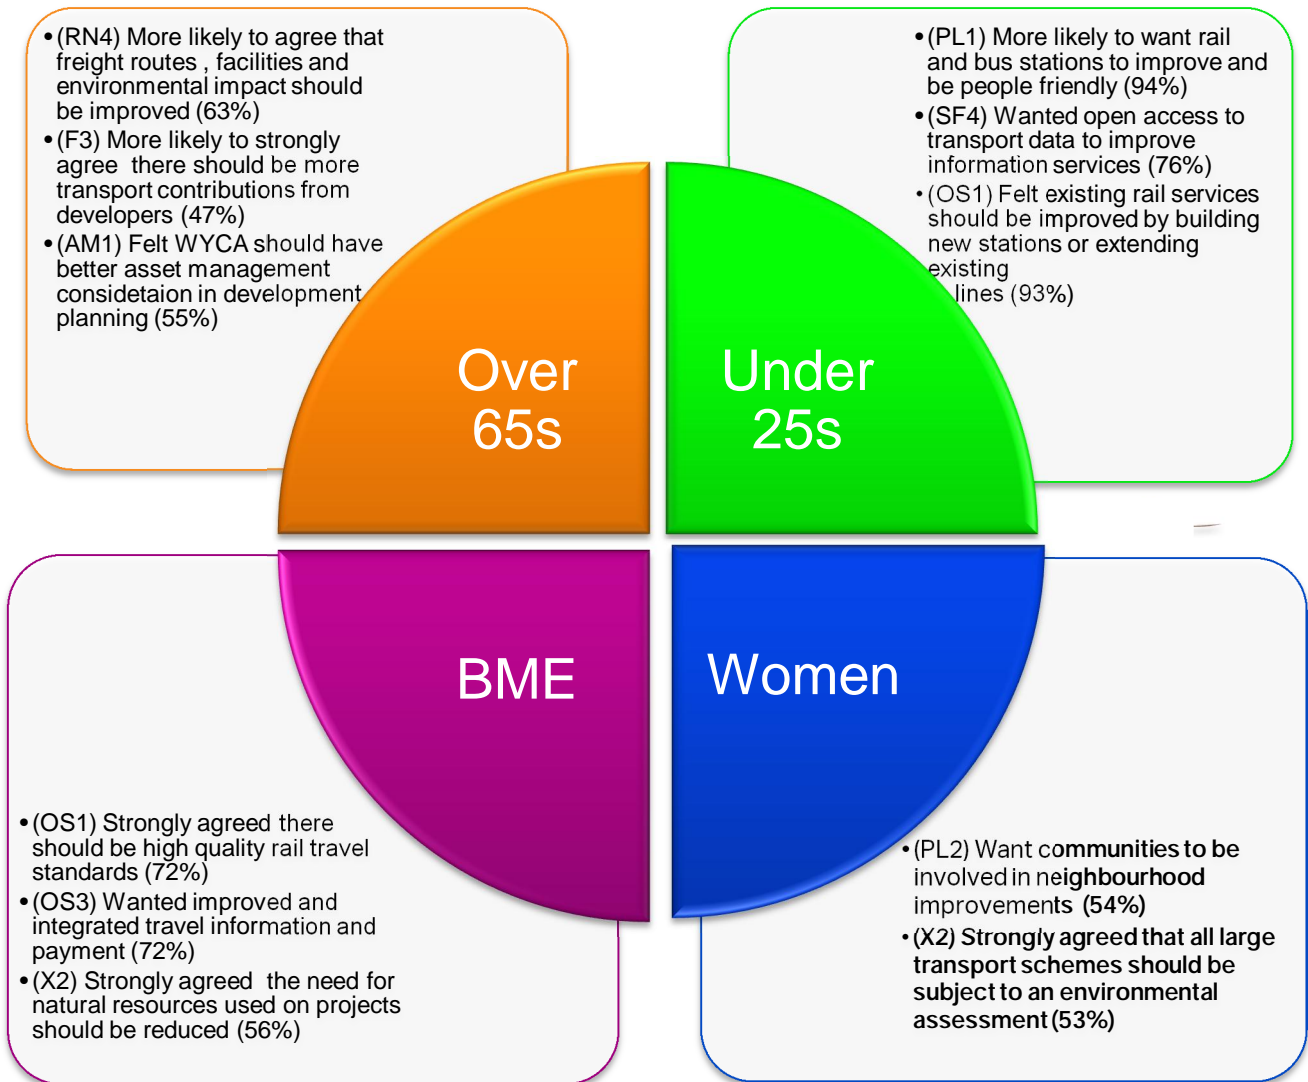 • (RN4) More likely to agree that
freight routes , facilities and
environmental impact should
be improved (63%)
• (F3) More likely to strongly
agree there should be more
transport contributions from
developers (47%)
• (AM1) Felt WYCA should have
better asset management
considetaion in development
planning (55%)
• (PL1) More likely to want rail
and bus stations to improve and
be people friendly (94%)
• (SF4) Wanted open access to
transport data to improve
information services (76%)
• (OS1) Felt existing rail services
should be improved by building
new stations or extending
existing
lines (93%)
Over
65s
Under
25s
BME
Women
• (OS1) Strongly agreed there
should be high quality rail travel
standards (72%)
• (OS3) Wanted improved and
integrated travel information and
payment (72%)
• (X2) Strongly agreed the need for
natural resources used on projects
should be reduced (56%)
• (PL2) Want communities to be
involved in neighbourhood
improvements (54%)
• (X2) Strongly agreed that all large
transport schemes should be
subject to an environmental
assessment (53%)